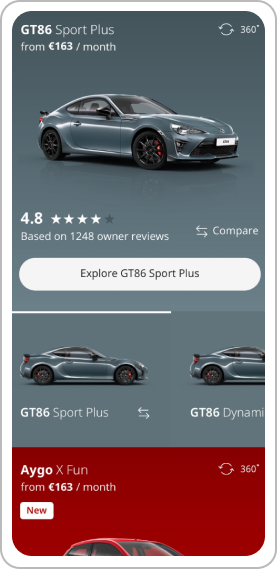 GT86 Sport Plus
360°
from €163 / month
4.8
Based on 1248 owner reviews
Compare
Explore GT86 Sport Plus
GT86 Sport Plus
GT86 Dynami
Aygo X Fun
360°
from €163 / month
New